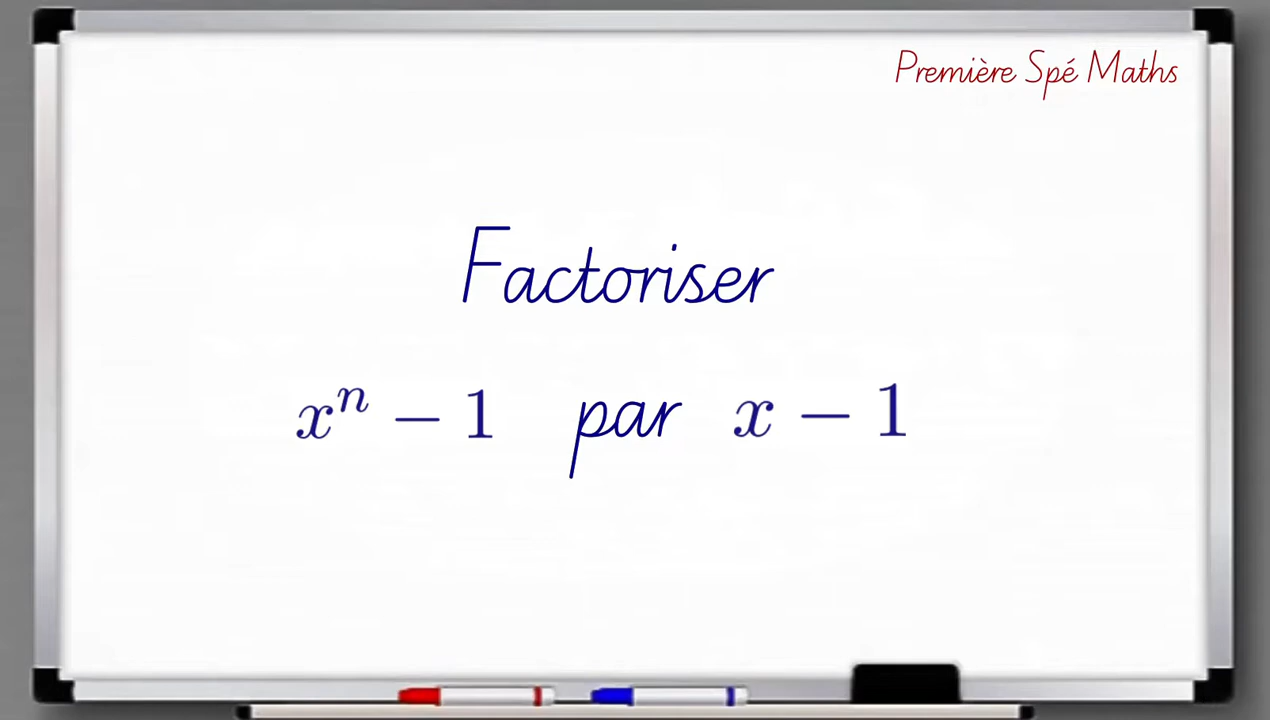 Première Spé Maths
Factoriser
xⁿ − 1 par x − 1